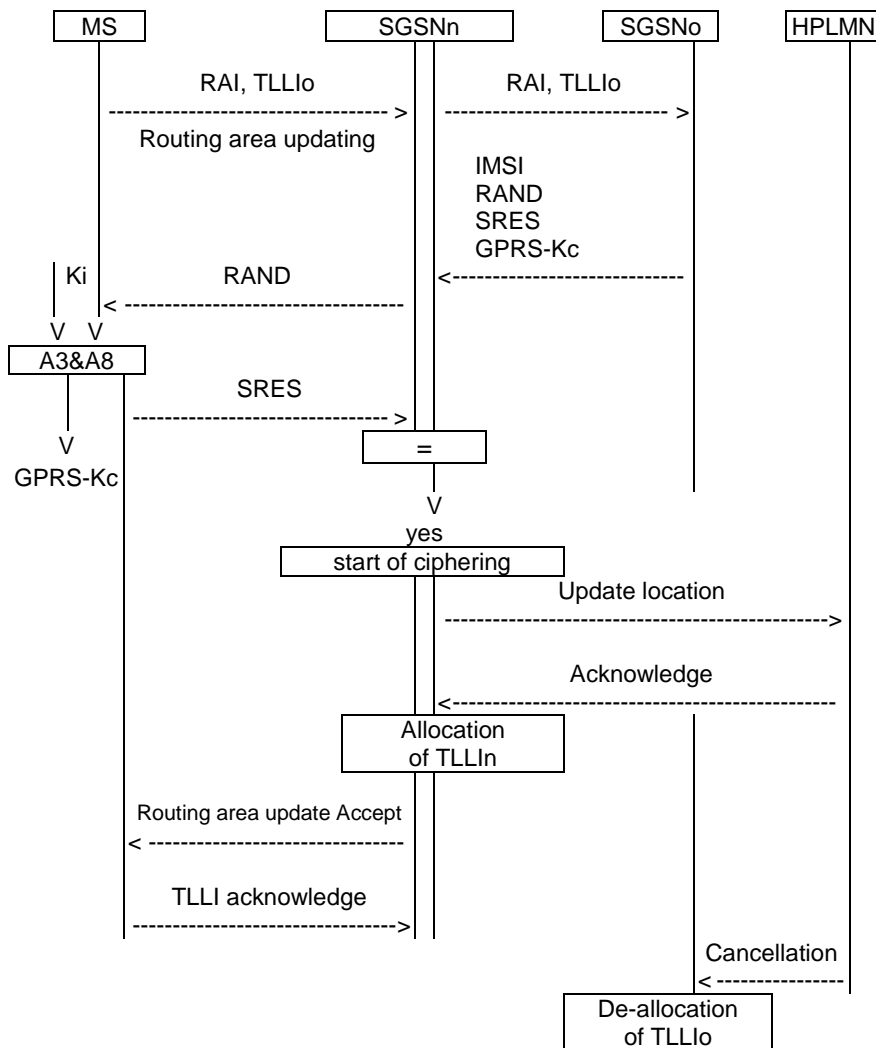 MS SGSNn SGSNo HPLMN
RAI, TLLIo RAI, TLLIo
-----------------------------> ------------------------>
Routing area updating
IMSI
RAND
SRES
GPRS-Kc
Ki RAND <------------------------
<----------------------------
V V
A3&A8
SRES
-------------------------->
V =
GPRS-Kc
V
yes
start of ciphering
Update location
---------------------------------------->
Acknowledge
<----------------------------------------
Allocation
of TLLIn
Routing area update Accept
<--------------------------
TLLI acknowledge
--------------------------->
Cancellation
<-------------
De-allocation
of TLLIo